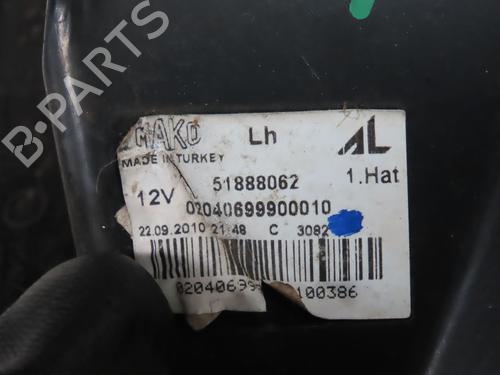 MAKO Lh AL
MADE IN TURKEY
12V 51888062 1.Hat
02040699900010
22.09.2010 21:48 C 3082
100386
B-PARTS